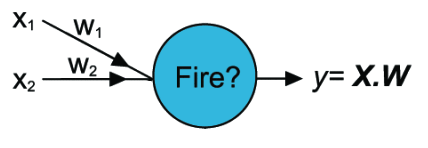 x₁ w₁
x₂ w₂ Fire? y= X.W